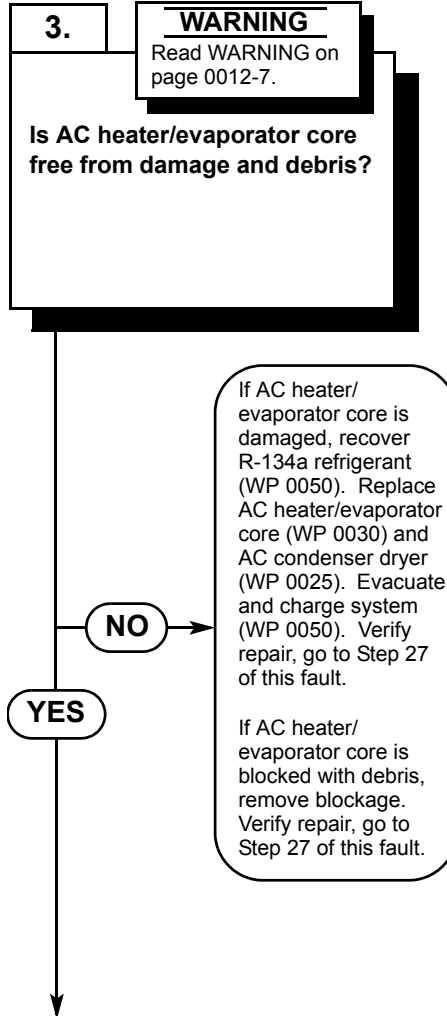 3.
WARNING
Read WARNING on
page 0012-7.
Is AC heater/evaporator core
free from damage and debris?
If AC heater/
evaporator core is
damaged, recover
R-134a refrigerant
(WP 0050). Replace
AC heater/evaporator
core (WP 0030) and
AC condenser dryer
(WP 0025). Evacuate
and charge system
(WP 0050). Verify
repair, go to Step 27
of this fault.
If AC heater/
evaporator core is
blocked with debris,
remove blockage.
Verify repair, go to
Step 27 of this fault.
NO
YES